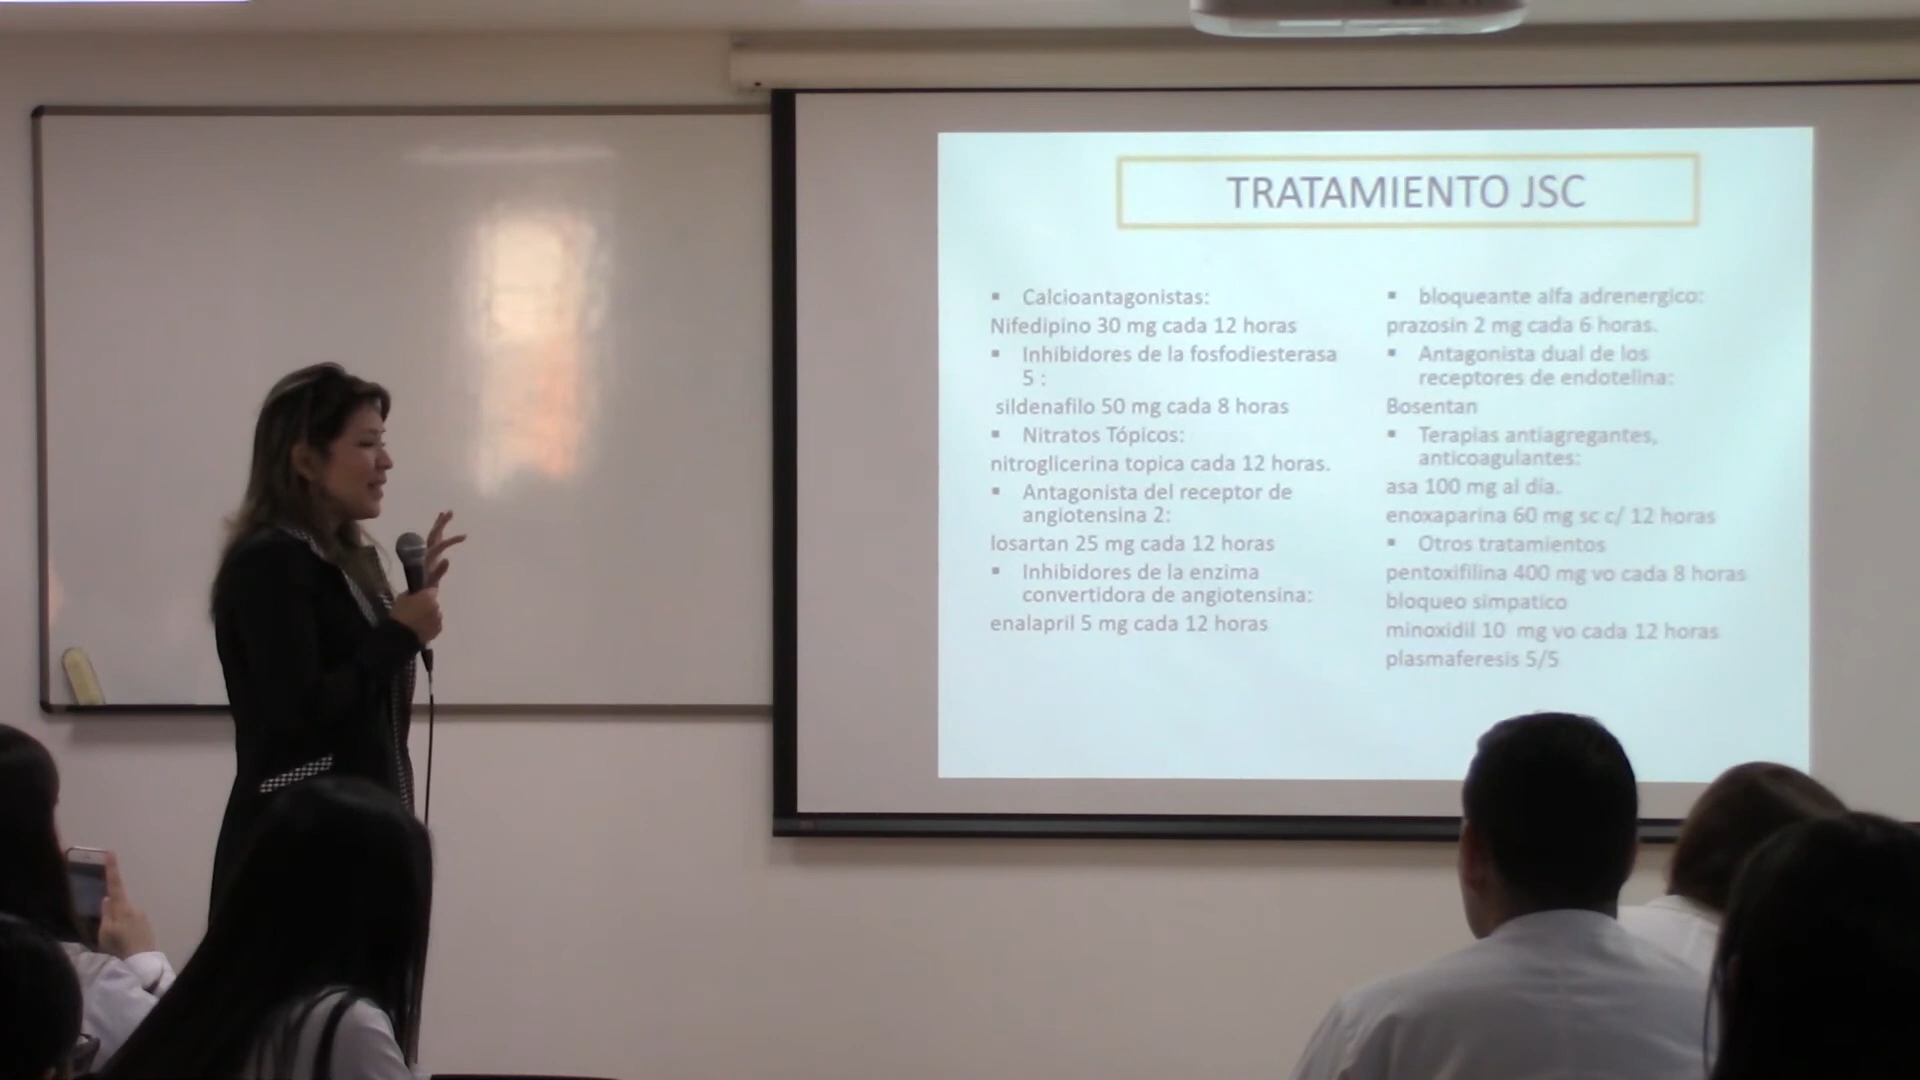 TRATAMIENTO JSC
▪ Calcioantagonistas:
Nifedipino 30 mg cada 12 horas
▪ Inhibidores de la fosfodiesterasa
5 :
sildenafilo 50 mg cada 8 horas
▪ Nitratos Tópicos:
nitroglicerina topica cada 12 horas.
▪ Antagonista del receptor de
angiotensina 2:
losartan 25 mg cada 12 horas
▪ Inhibidores de la enzima
convertidora de angiotensina:
enalapril 5 mg cada 12 horas
▪ bloqueante alfa adrenergico:
prazosin 2 mg cada 6 horas.
▪ Antagonista dual de los
receptores de endotelina:
Bosentan
▪ Terapias antiagregantes,
anticoagulantes:
asa 100 mg al día.
enoxaparina 60 mg sc c/ 12 horas
▪ Otros tratamientos
pentoxifilina 400 mg vo cada 8 horas
bloqueo simpatico
minoxidil 10 mg vo cada 12 horas
plasmaferesis 5/5